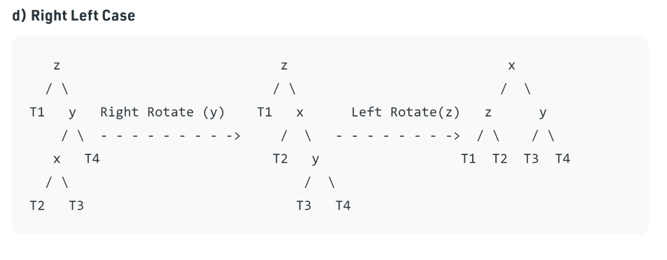 d) Right Left Case
z z x
/ \ / \ / \
T1 y Right Rotate (y) T1 x Left Rotate(z) z y
/ \ - - - - - - - - -> / \ - - - - - - - -> / \ / \
x T4 T2 y T1 T2 T3 T4
/ \ / \
T2 T3 T3 T4